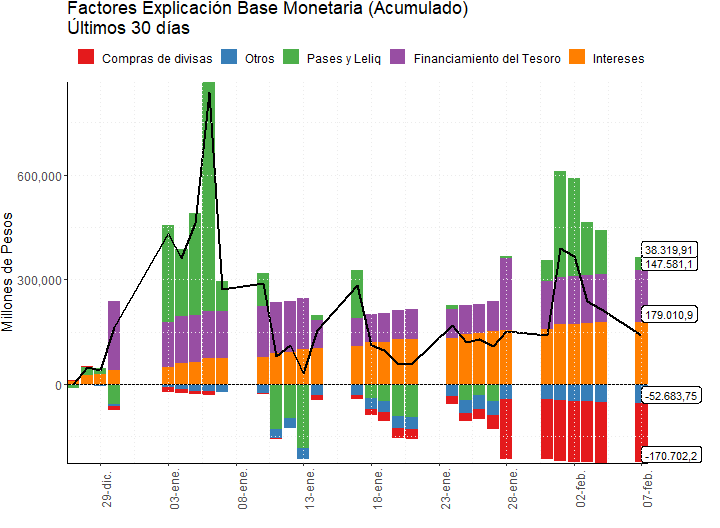 Factores Explicación Base Monetaria (Acumulado)
Últimos 30 días
Compras de divisas Otros Pases y Leliq Financiamiento del Tesoro Intereses
Millones de Pesos
600,000
300,000
0
38.319,91
147.581,1
179.010,9
-52.683,75
-170.702,2
29-dic.
03-ene.
08-ene.
13-ene.
18-ene.
23-ene.
28-ene.
02-feb.
07-feb.